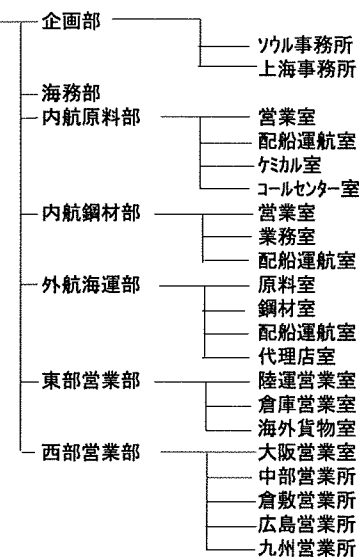 企画部
ソウル事務所
上海事務所
海務部
内航原料部
営業室
配船運航室
ケミカル室
コールセンター室
内航鋼材部
営業室
業務室
配船運航室
外航海運部
原料室
鋼材室
配船運航室
代理店室
東部営業部
陸運営業室
倉庫営業室
海外貨物室
西部営業部
大阪営業室
中部営業所
倉敷営業所
広島営業所
九州営業所